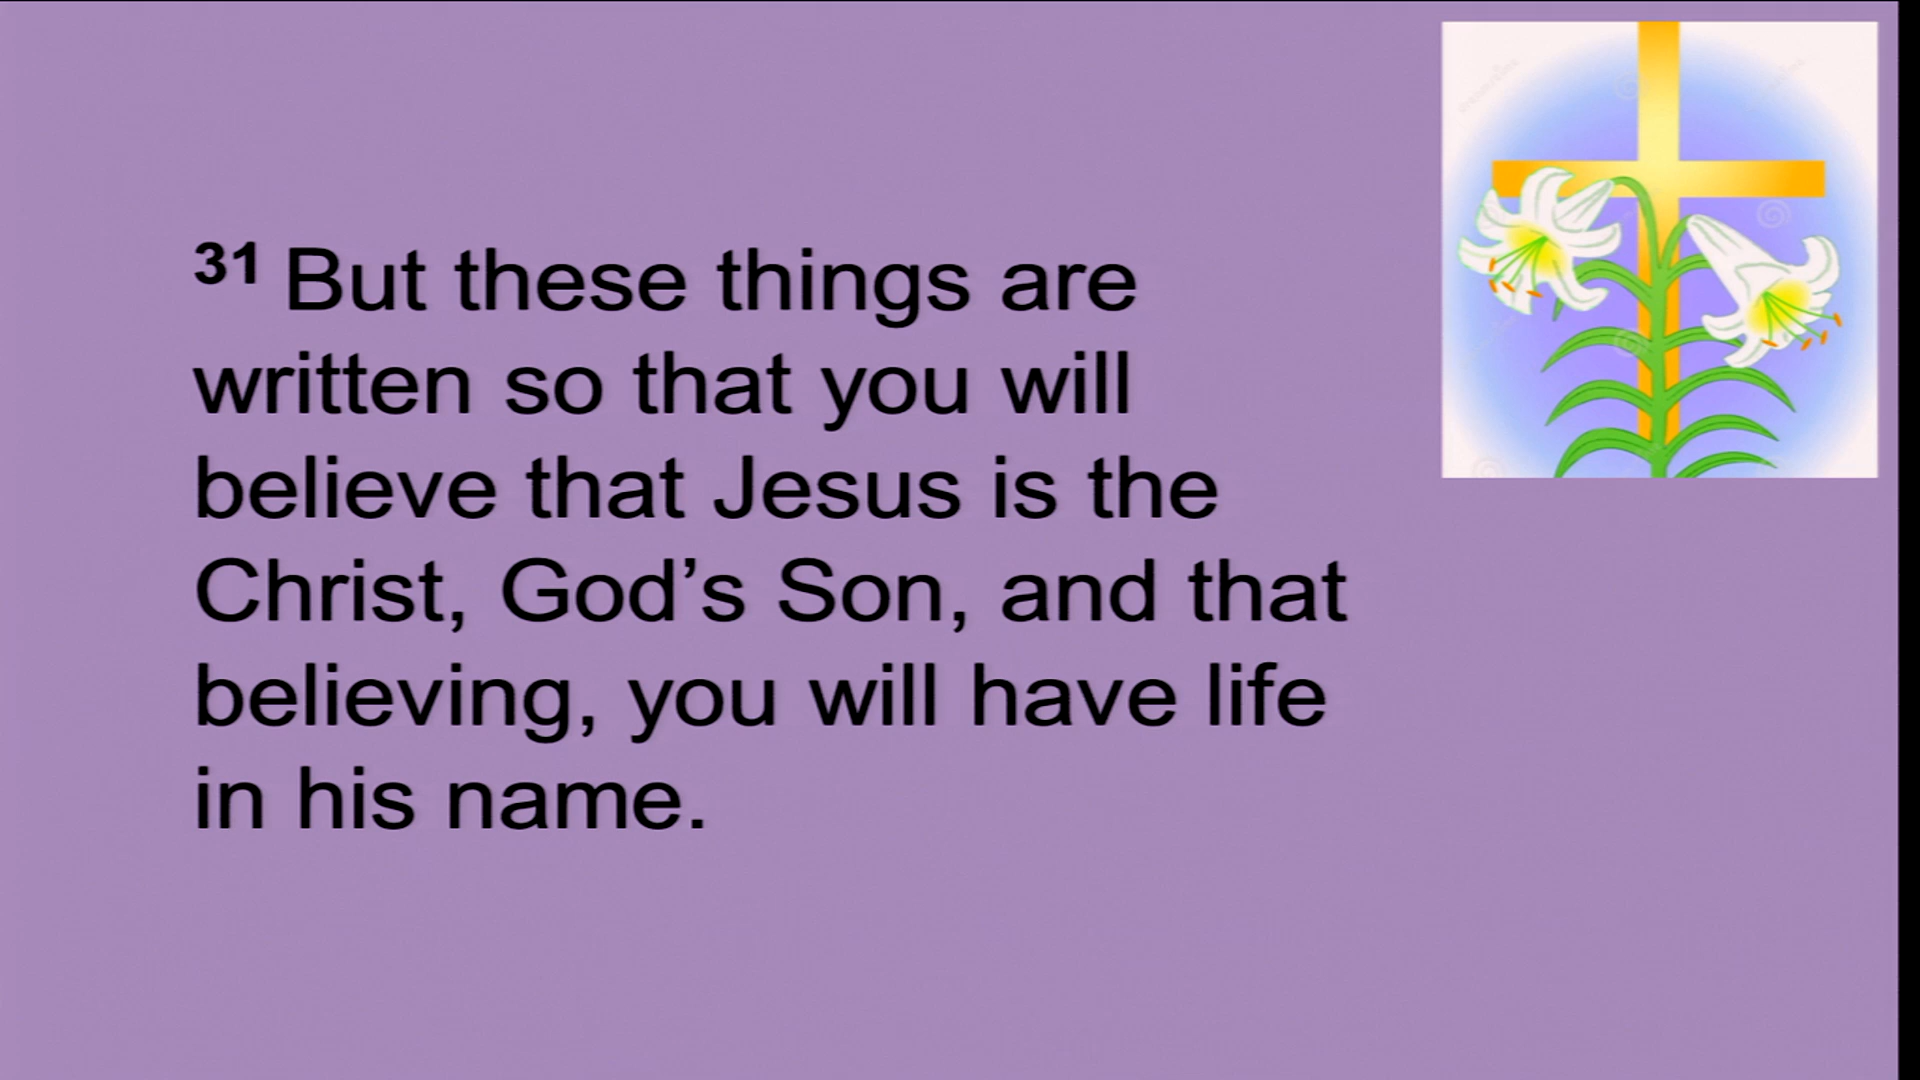 31 But these things are
written so that you will
believe that Jesus is the
Christ, God’s Son, and that
believing, you will have life
in his name.